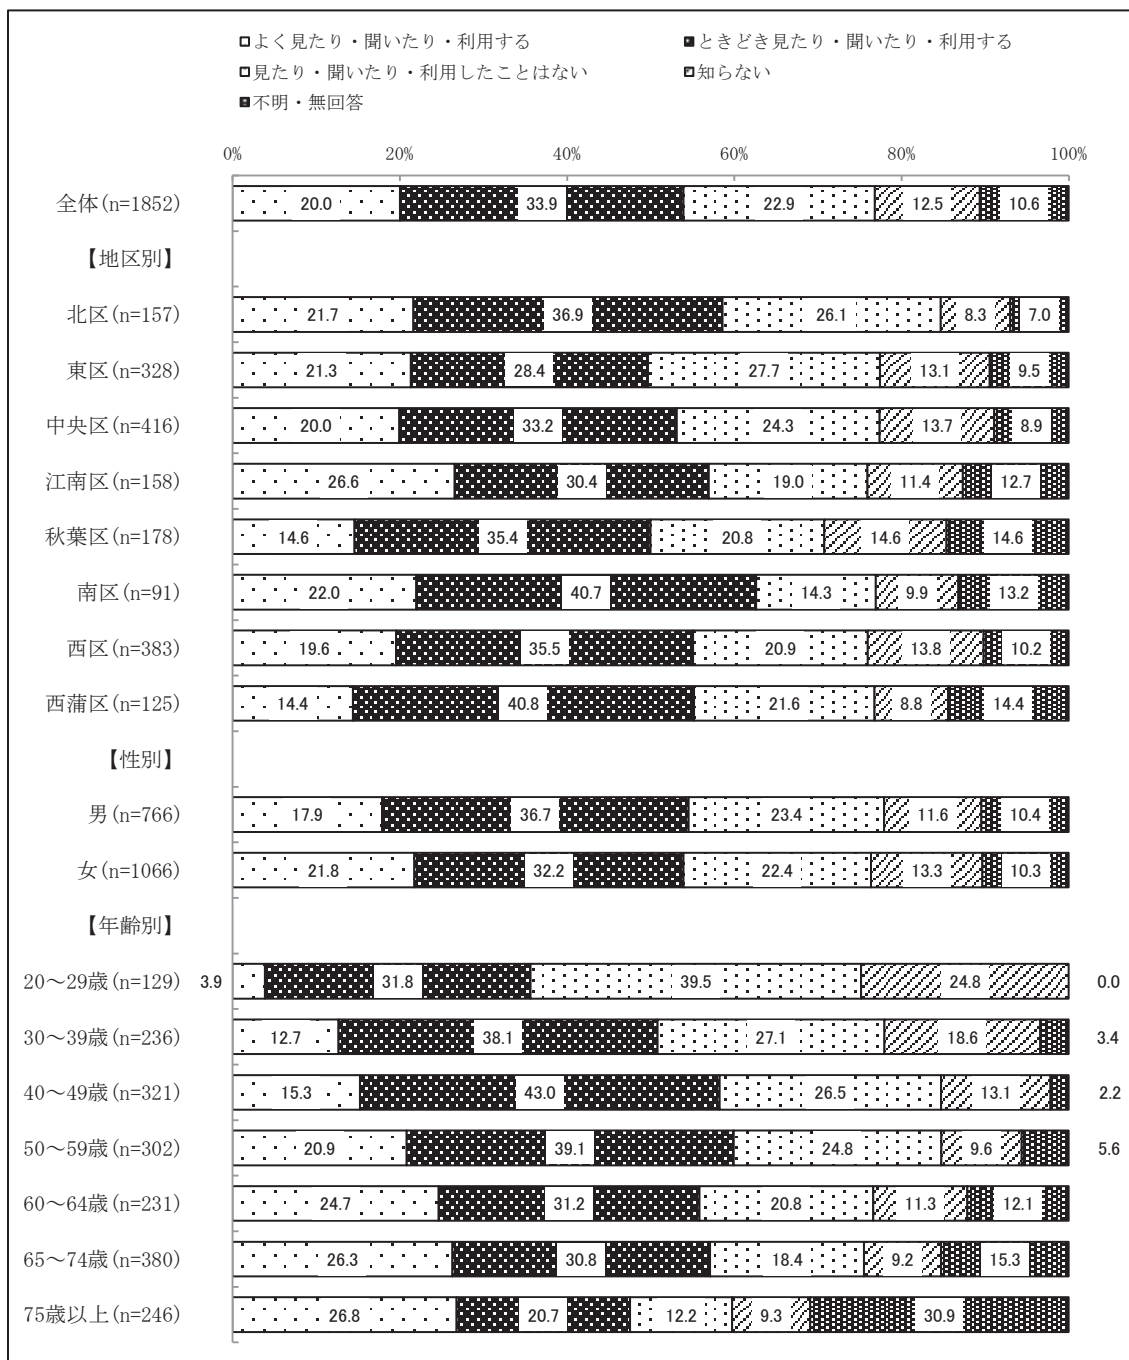 よく見たり・聞いたり・利用する ときどき見たり・聞いたり・利用する
見たり・聞いたり・利用したことはない 知らない
不明・無回答
0% 20% 40% 60% 80% 100%
全体(n=1852) 20.0 33.9 22.9 12.5 10.6
【地区別】
北区(n=157) 21.7 36.9 26.1 8.3 7.0
東区(n=328) 21.3 28.4 27.7 13.1 9.5
中央区(n=416) 20.0 33.2 24.3 13.7 8.9
江南区(n=158) 26.6 30.4 19.0 11.4 12.7
秋葉区(n=178) 14.6 35.4 20.8 14.6 14.6
南区(n=91) 22.0 40.7 14.3 9.9 13.2
西区(n=383) 19.6 35.5 20.9 13.8 10.2
西蒲区(n=125) 14.4 40.8 21.6 8.8 14.4
【性別】
男(n=766) 17.9 36.7 23.4 11.6 10.4
女(n=1066) 21.8 32.2 22.4 13.3 10.3
【年齢別】
20～29歳(n=129) 3.9 31.8 39.5 24.8 0.0
30～39歳(n=236) 12.7 38.1 27.1 18.6 3.4
40～49歳(n=321) 15.3 43.0 26.5 13.1 2.2
50～59歳(n=302) 20.9 39.1 24.8 9.6 5.6
60～64歳(n=231) 24.7 31.2 20.8 11.3 12.1
65～74歳(n=380) 26.3 30.8 18.4 9.2 15.3
75歳以上(n=246) 26.8 20.7 12.2 9.3 30.9